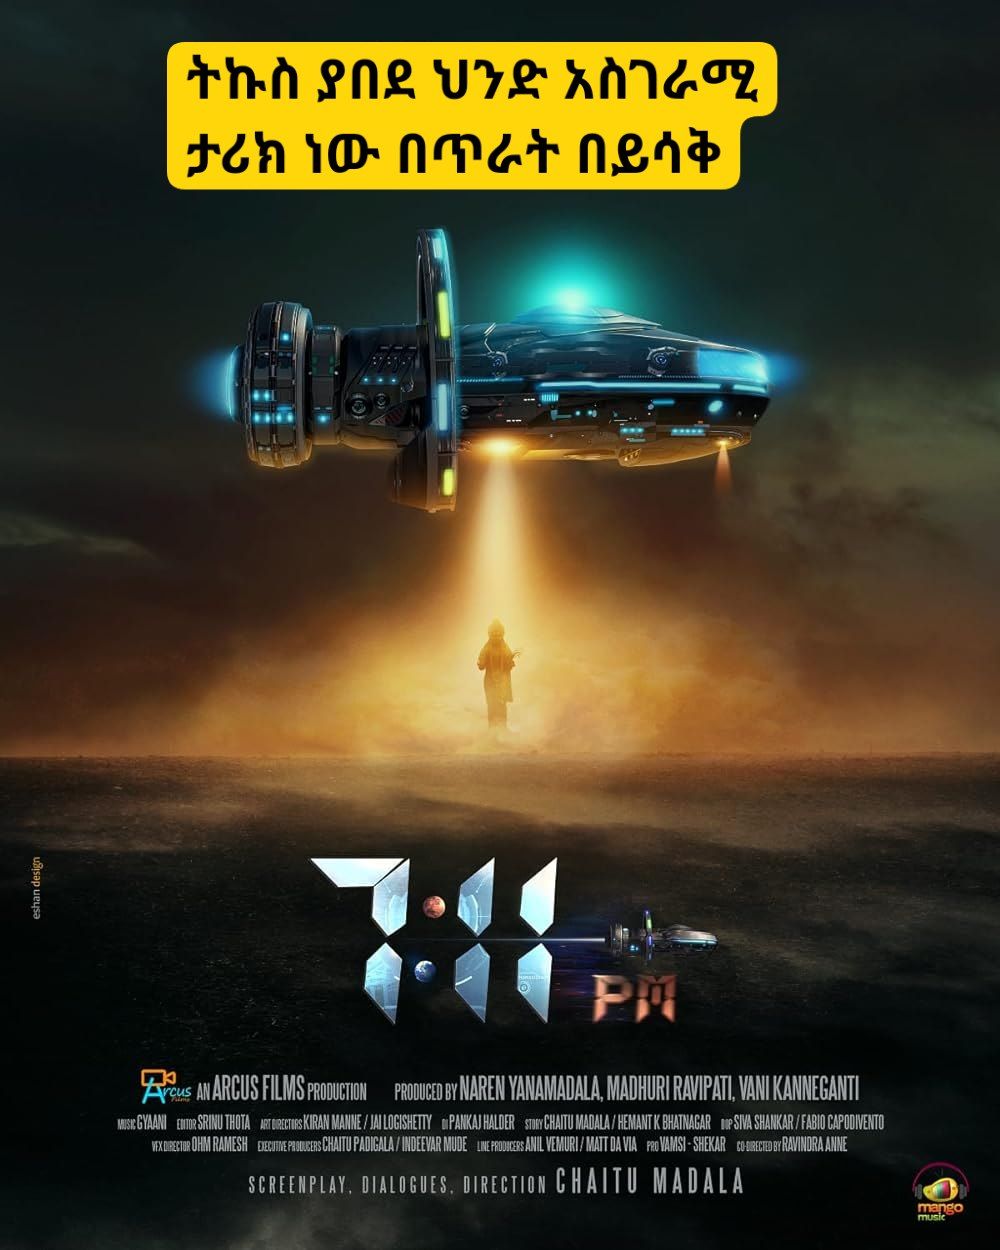 ትኩስ ያበደ ህንድ አስገራሚ
ታሪክ ነው በጥራት በይሳቅ
eshan design
7:11
PM
Arcus Films AN ARCUS FILMS PRODUCTION PRODUCED BY NAREN YANAMADALA, MADHURI RAVIPATI, VANI KANNEGANTI
MUSIC GYAANI EDITOR SRINU THOTA ART DIRECTORS KIRAN MANNE / JAI LOGISHETTY DI PANKAJ HALDER STORY CHAITU MADALA / HEMANT K BHATNAGAR DOP SIVA SHANKAR / FABIO CAPODIVENTO
VFX DIRECTOR OHM RAMESH EXECUTIVE PRODUCERS CHAITU PADIGALA / INDEEVAR MUDE LINE PRODUCERS ANIL VEMURI / MATT DA VIA PRO VAMSI - SHEKAR CO-DIRECTED BY RAVINDRA ANNE
SCREENPLAY, DIALOGUES, DIRECTION CHAITU MADALA
mango
music